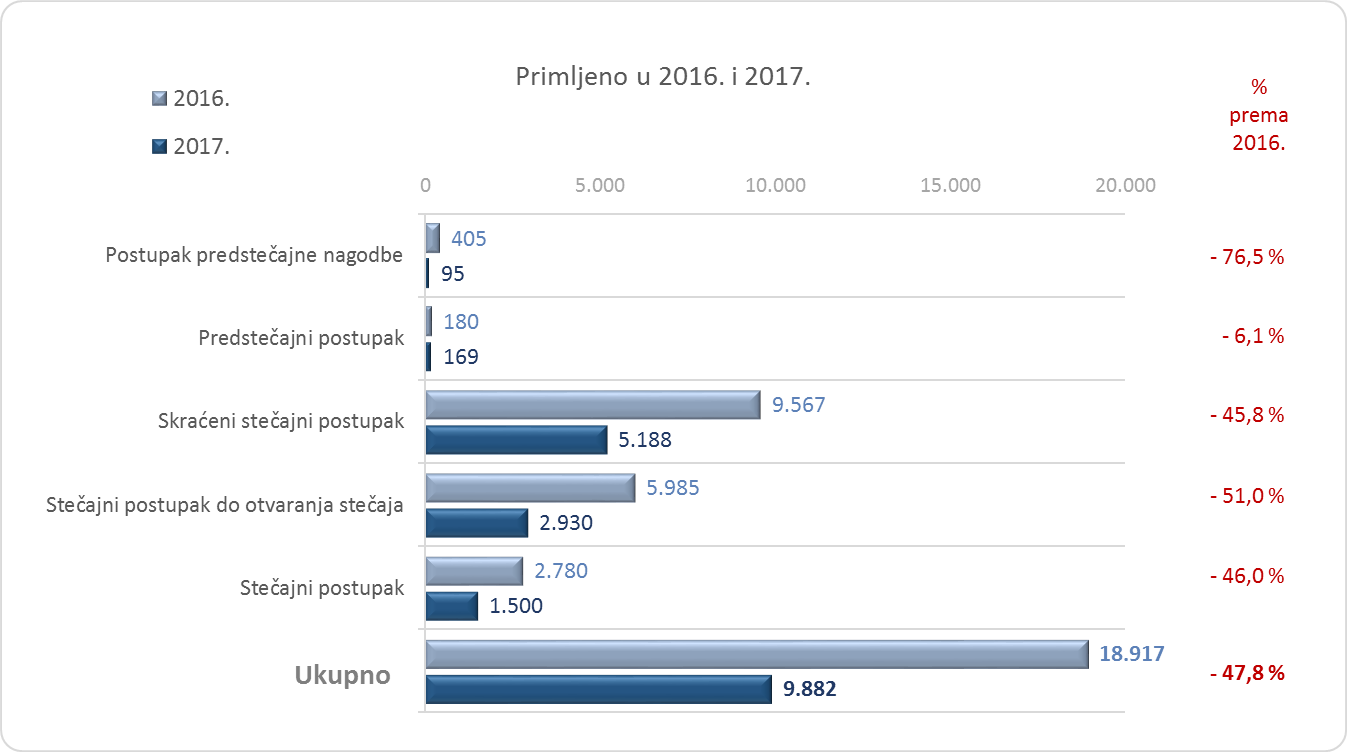 Primljeno u 2016. i 2017.
2016.
2017.
%
prema
2016.
0 5.000 10.000 15.000 20.000
Postupak predstečajne nagodbe
405
95
- 76,5 %
Predstečajni postupak
180
169
- 6,1 %
Skraćeni stečajni postupak
9.567
5.188
- 45,8 %
Stečajni postupak do otvaranja stečaja
5.985
2.930
- 51,0 %
Stečajni postupak
2.780
1.500
- 46,0 %
Ukupno
18.917
9.882
- 47,8 %